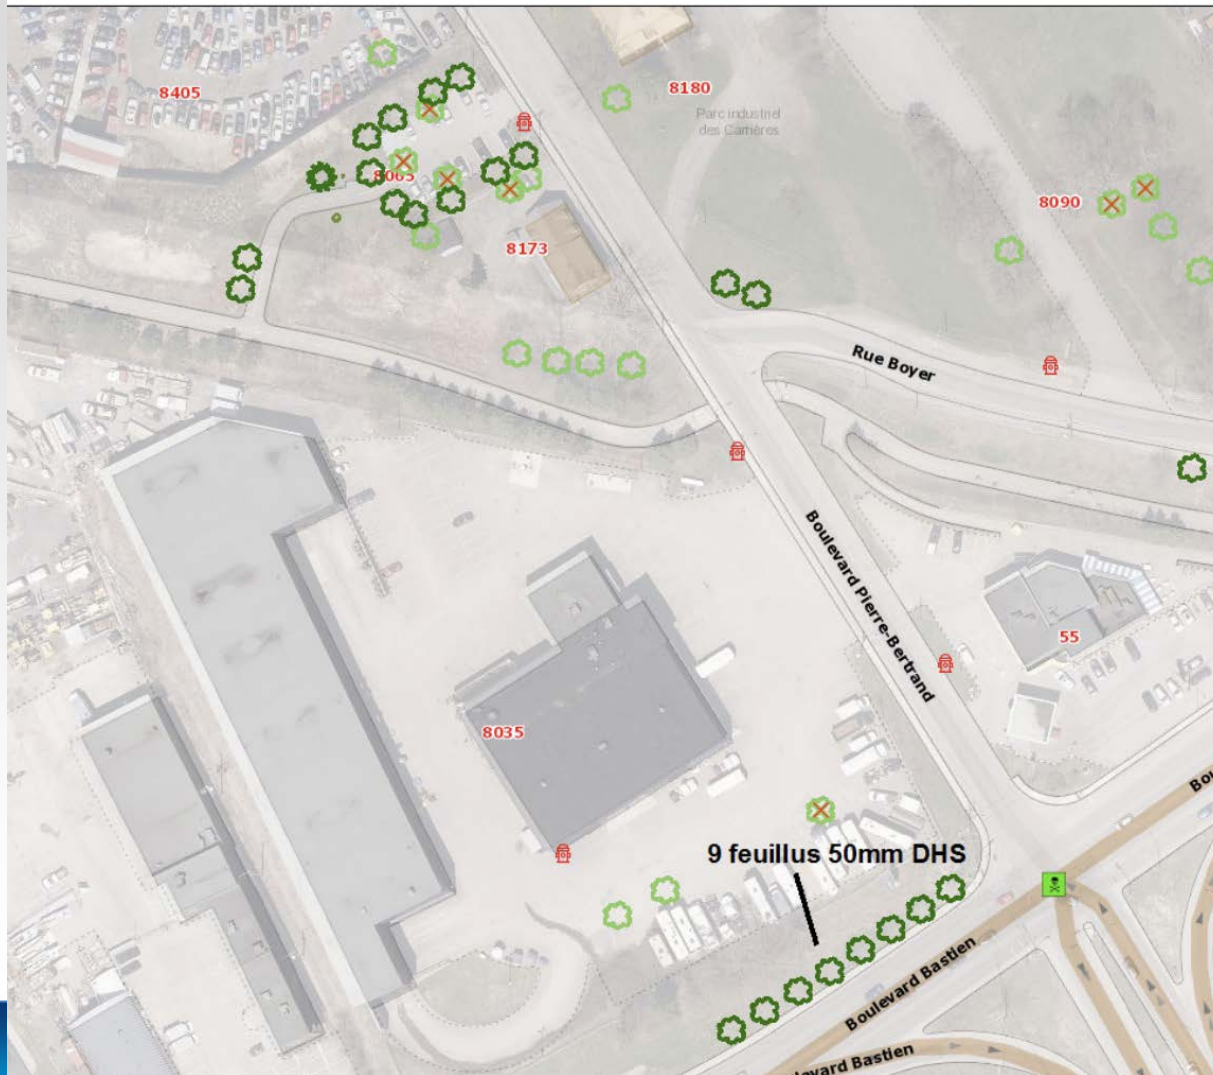 8405
8180
Parc industriel
des Carrières
8065
8090
8173
Rue Boyer
Boulevard Pierre-Bertrand
55
8035
Bou
9 feuillus 50mm DHS
Boulevard Bastien
ulevard Bastien